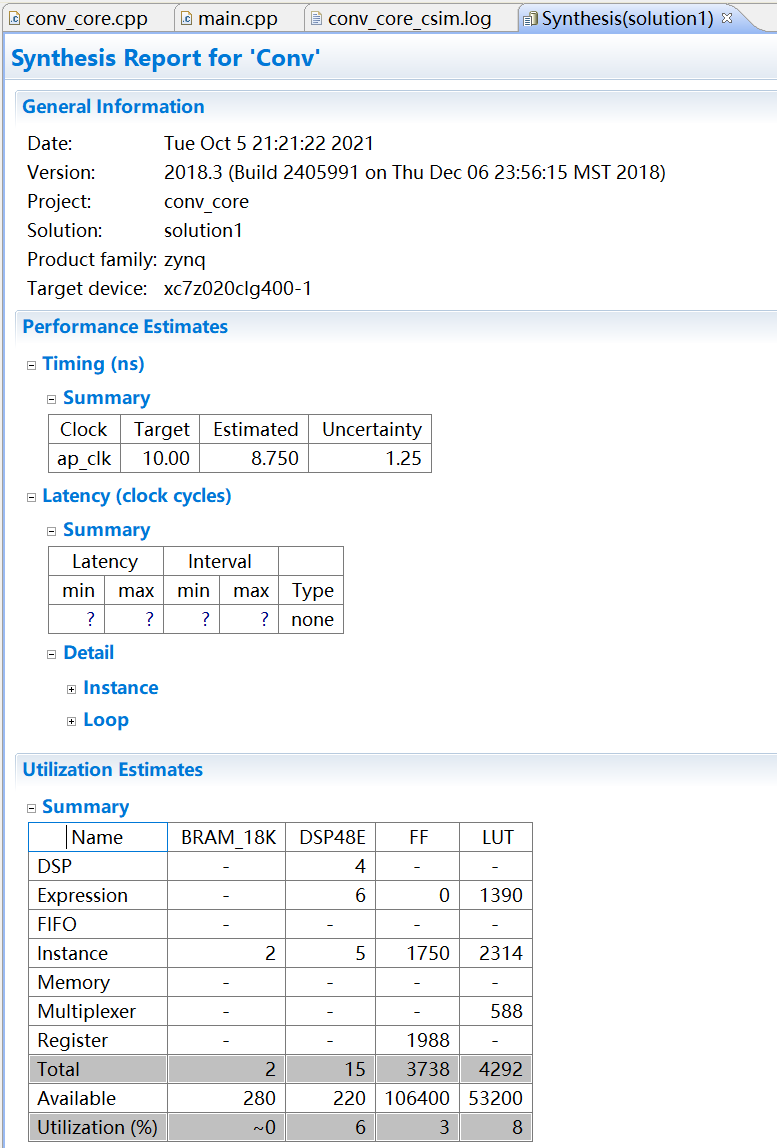 conv_core.cpp main.cpp conv_core_csim.log Synthesis(solution1)
Synthesis Report for 'Conv'
General Information
Date: Tue Oct 5 21:21:22 2021
Version: 2018.3 (Build 2405991 on Thu Dec 06 23:56:15 MST 2018)
Project: conv_core
Solution: solution1
Product family: zynq
Target device: xc7z020clg400-1
Performance Estimates
Timing (ns)
Summary
Clock Target Estimated Uncertainty
ap_clk 10.00 8.750 1.25
Latency (clock cycles)
Summary
Latency Interval
min max min max Type
? ? ? ? none
Detail
Instance
Loop
Utilization Estimates
Summary
Name BRAM_18K DSP48E FF LUT
DSP - 4 - -
Expression - 6 0 1390
FIFO - - - -
Instance 2 5 1750 2314
Memory - - - -
Multiplexer - - - 588
Register - - 1988 -
Total 2 15 3738 4292
Available 280 220 106400 53200
Utilization (%) ~0 6 3 8